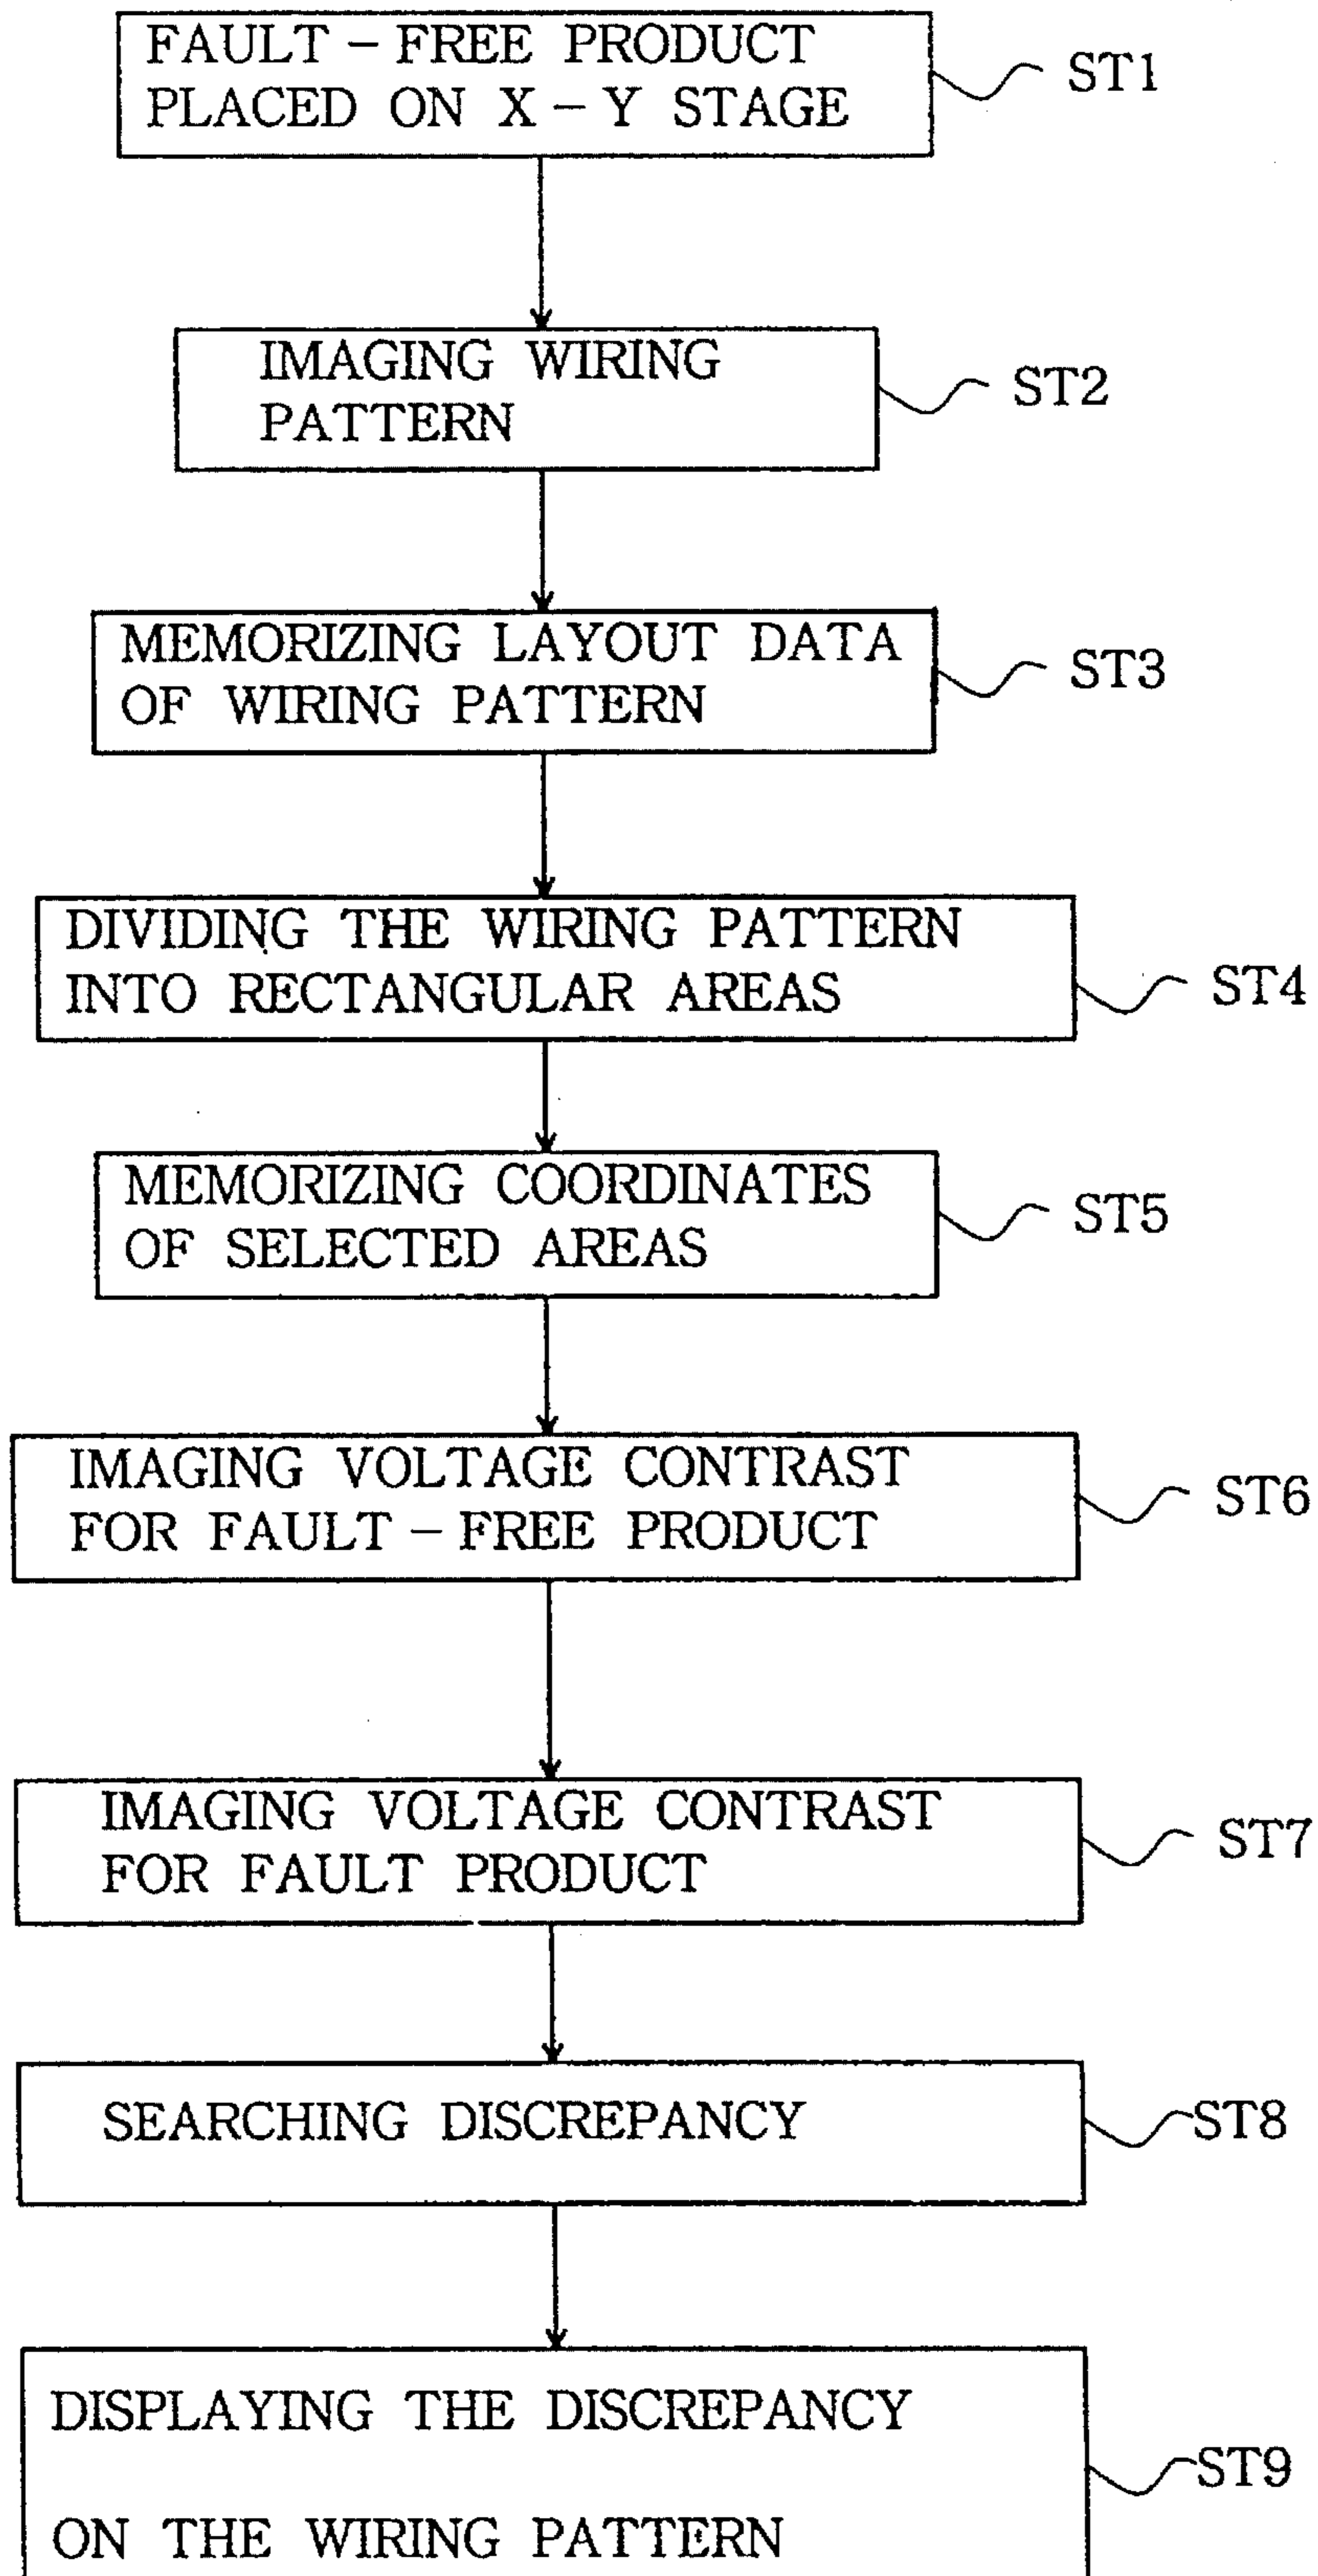 FAULT - FREE PRODUCT
PLACED ON X - Y STAGE
ST1
IMAGING WIRING
PATTERN
ST2
MEMORIZING LAYOUT DATA
OF WIRING PATTERN
ST3
DIVIDING THE WIRING PATTERN
INTO RECTANGULAR AREAS
ST4
MEMORIZING COORDINATES
OF SELECTED AREAS
ST5
IMAGING VOLTAGE CONTRAST
FOR FAULT - FREE PRODUCT
ST6
IMAGING VOLTAGE CONTRAST
FOR FAULT PRODUCT
ST7
SEARCHING DISCREPANCY
ST8
DISPLAYING THE DISCREPANCY
ON THE WIRING PATTERN
ST9